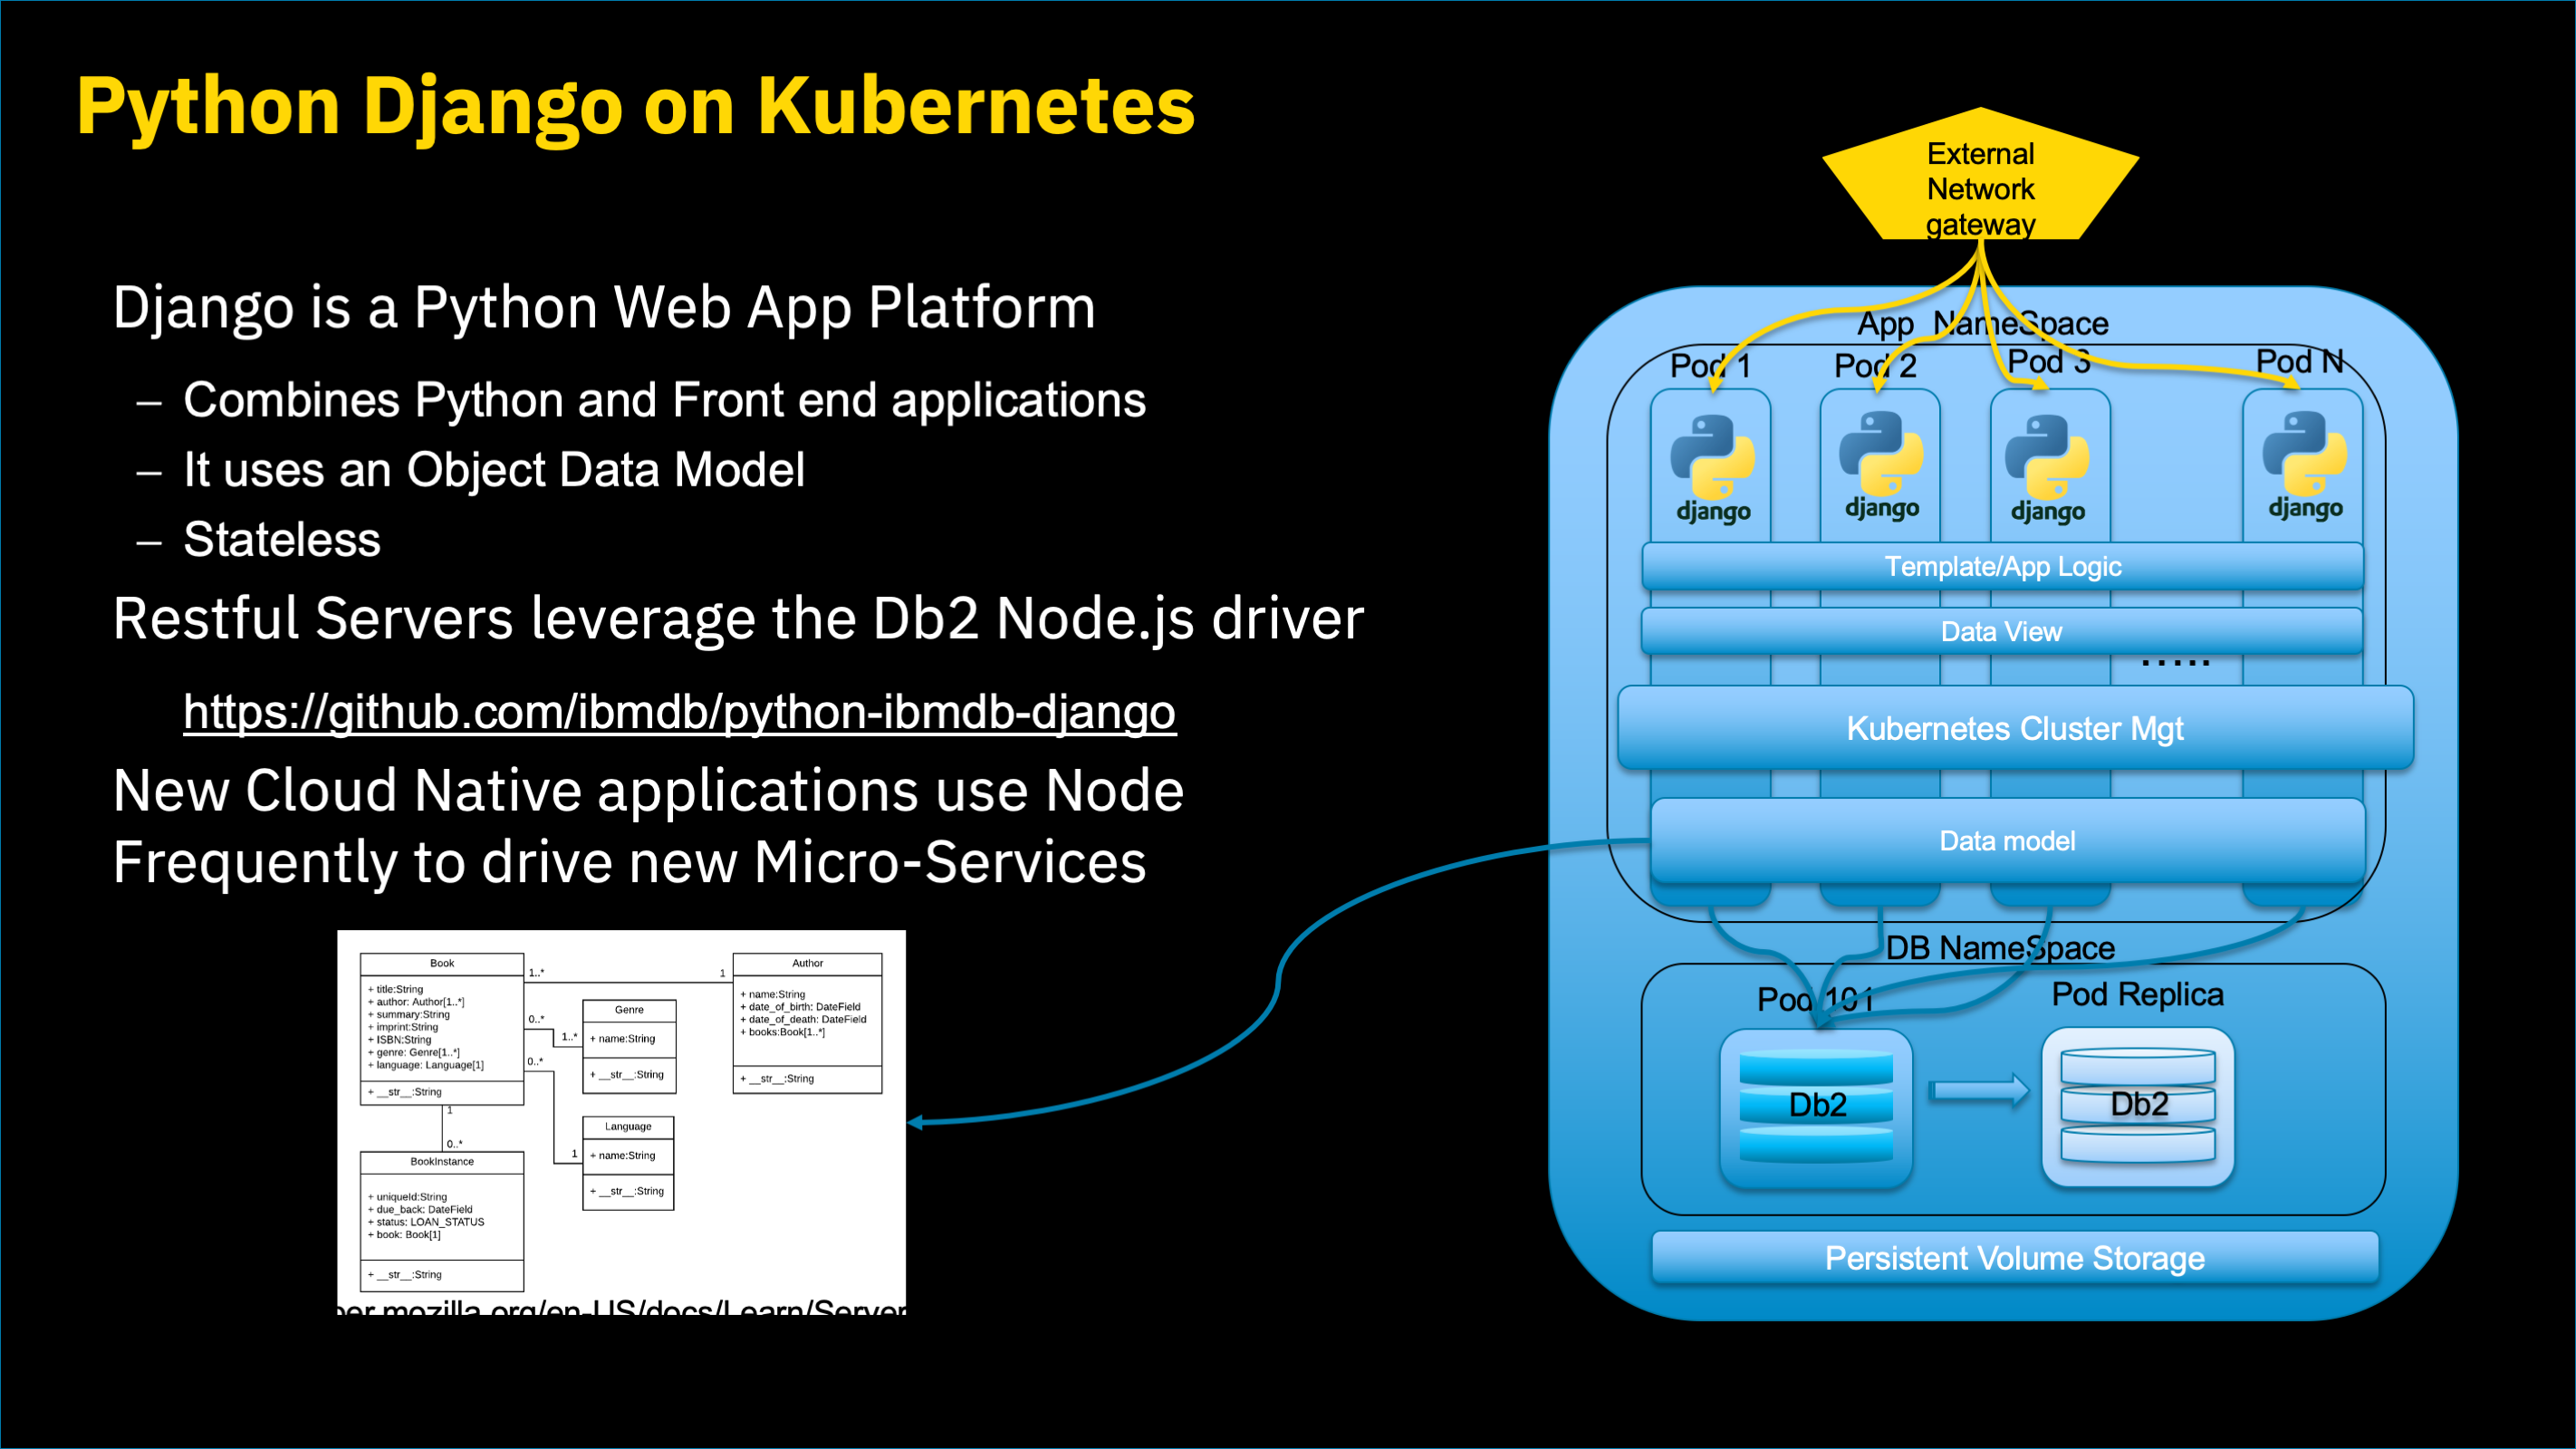 Python Django on Kubernetes
Django is a Python Web App Platform
– Combines Python and Front end applications
– It uses an Object Data Model
– Stateless
Restful Servers leverage the Db2 Node.js driver
https://github.com/ibmdb/python-ibmdb-django
New Cloud Native applications use Node
Frequently to drive new Micro-Services
Book
+ title:String
+ author: Author[1..*]
+ summary:String
+ imprint:String
+ ISBN:String
+ genre: Genre[1..*]
+ language: Language[1]
+ __str__:String
1..*
1
Author
+ name:String
+ date_of_birth: DateField
+ date_of_death: DateField
+ books:Book[1..*]
+ __str__:String
0..*
1..*
Genre
+ name:String
+ __str__:String
0..*
1
Language
+ name:String
+ __str__:String
1
0..*
BookInstance
+ uniqueId:String
+ due_back: DateField
+ status: LOAN_STATUS
+ book: Book[1]
+ __str__:String
per.mozilla.org/en-US/docs/Learn/Server
External
Network
gateway
App NameSpace
Pod 1
Pod 2
Pod 3
Pod N
django
django
django
django
Template/App Logic
Data View
.....
Kubernetes Cluster Mgt
Data model
DB NameSpace
Pod 101
Pod Replica
Db2
Db2
Persistent Volume Storage